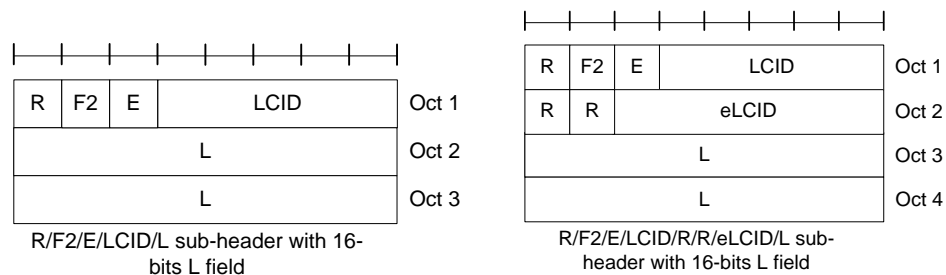 R F2 E LCID Oct 1
L Oct 2
L Oct 3
R/F2/E/LCID/L sub-header with 16-
bits L field
R F2 E LCID Oct 1
R R eLCID Oct 2
L Oct 3
L Oct 4
R/F2/E/LCID/R/R/eLCID/L sub-
header with 16-bits L field